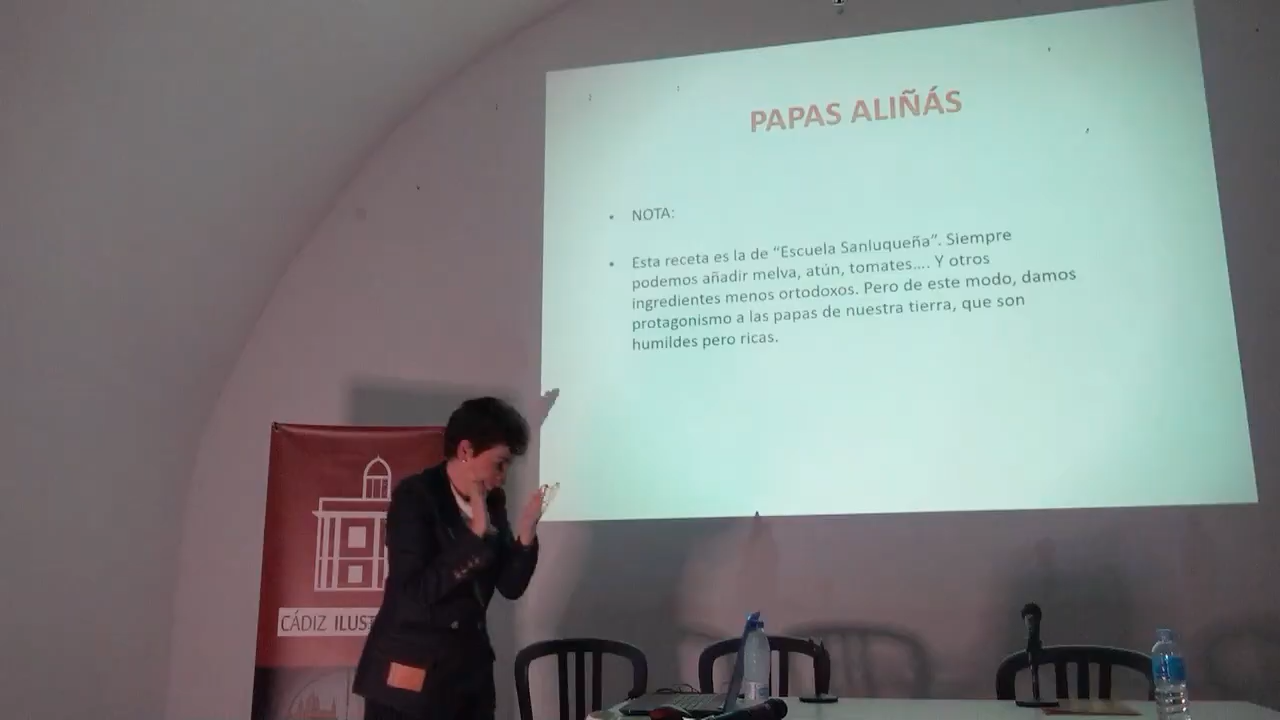 PAPAS ALIÑÁS
• NOTA:
• Esta receta es la de “Escuela Sanluqueña”. Siempre
podemos añadir melva, atún, tomates…. Y otros
ingredientes menos ortodoxos. Pero de este modo, damos
protagonismo a las papas de nuestra tierra, que son
humildes pero ricas.
CÁDIZ ILUST